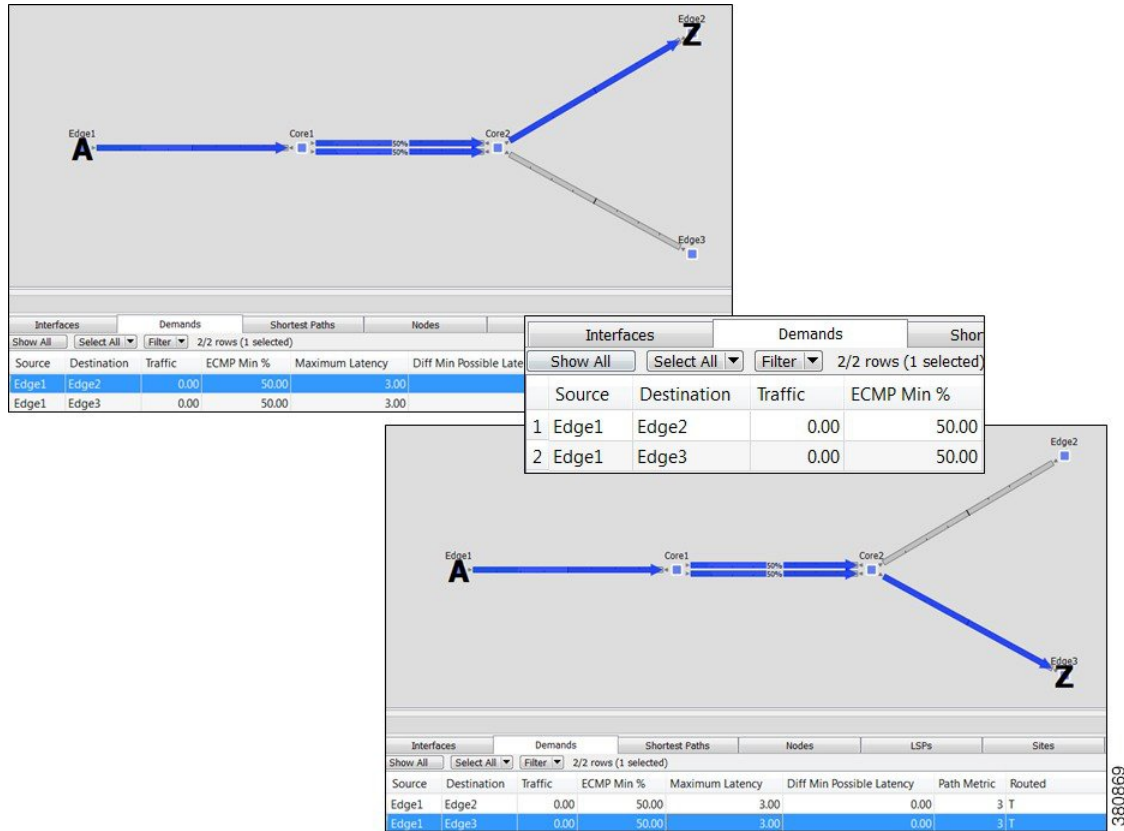 Edge2
Z
Edge1
A
Core1
50%
50%
Core2
Edge3
Interfaces Demands Shortest Paths Nodes
Show All Select All Filter 2/2 rows (1 selected)
Source Destination Traffic ECMP Min % Maximum Latency Diff Min Possible Late
Edge1 Edge2 0.00 50.00 3.00
Edge1 Edge3 0.00 50.00 3.00
Interfaces Demands Shor
Show All Select All Filter 2/2 rows (1 selected)
Source Destination Traffic ECMP Min %
1 Edge1 Edge2 0.00 50.00
2 Edge1 Edge3 0.00 50.00
Edge2
Edge1
A
Core1
50%
50%
Core2
Edge3
Z
Interfaces Demands Shortest Paths Nodes LSPs Sites
Show All Select All Filter 2/2 rows (1 selected)
Source Destination Traffic ECMP Min % Maximum Latency Diff Min Possible Latency Path Metric Routed
Edge1 Edge2 0.00 50.00 3.00 0.00 3 T
Edge1 Edge3 0.00 50.00 3.00 0.00 3 T
380869